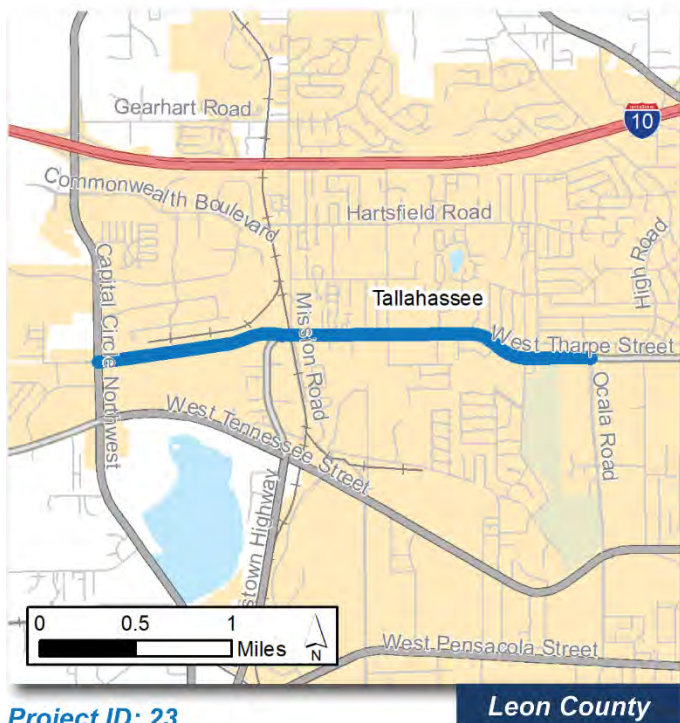 Gearhart Road
INTERSTATE
10
Commonwealth Boulevard
Hartsfield Road
High Road
Capital Circle Northwest
Mission Road
Tallahassee
West Tharpe Street
Ocala Road
West Tennessee Street
stown Highway
0 0.5 1
Miles
N
West Pensacola Street
Project ID: 23
Leon County